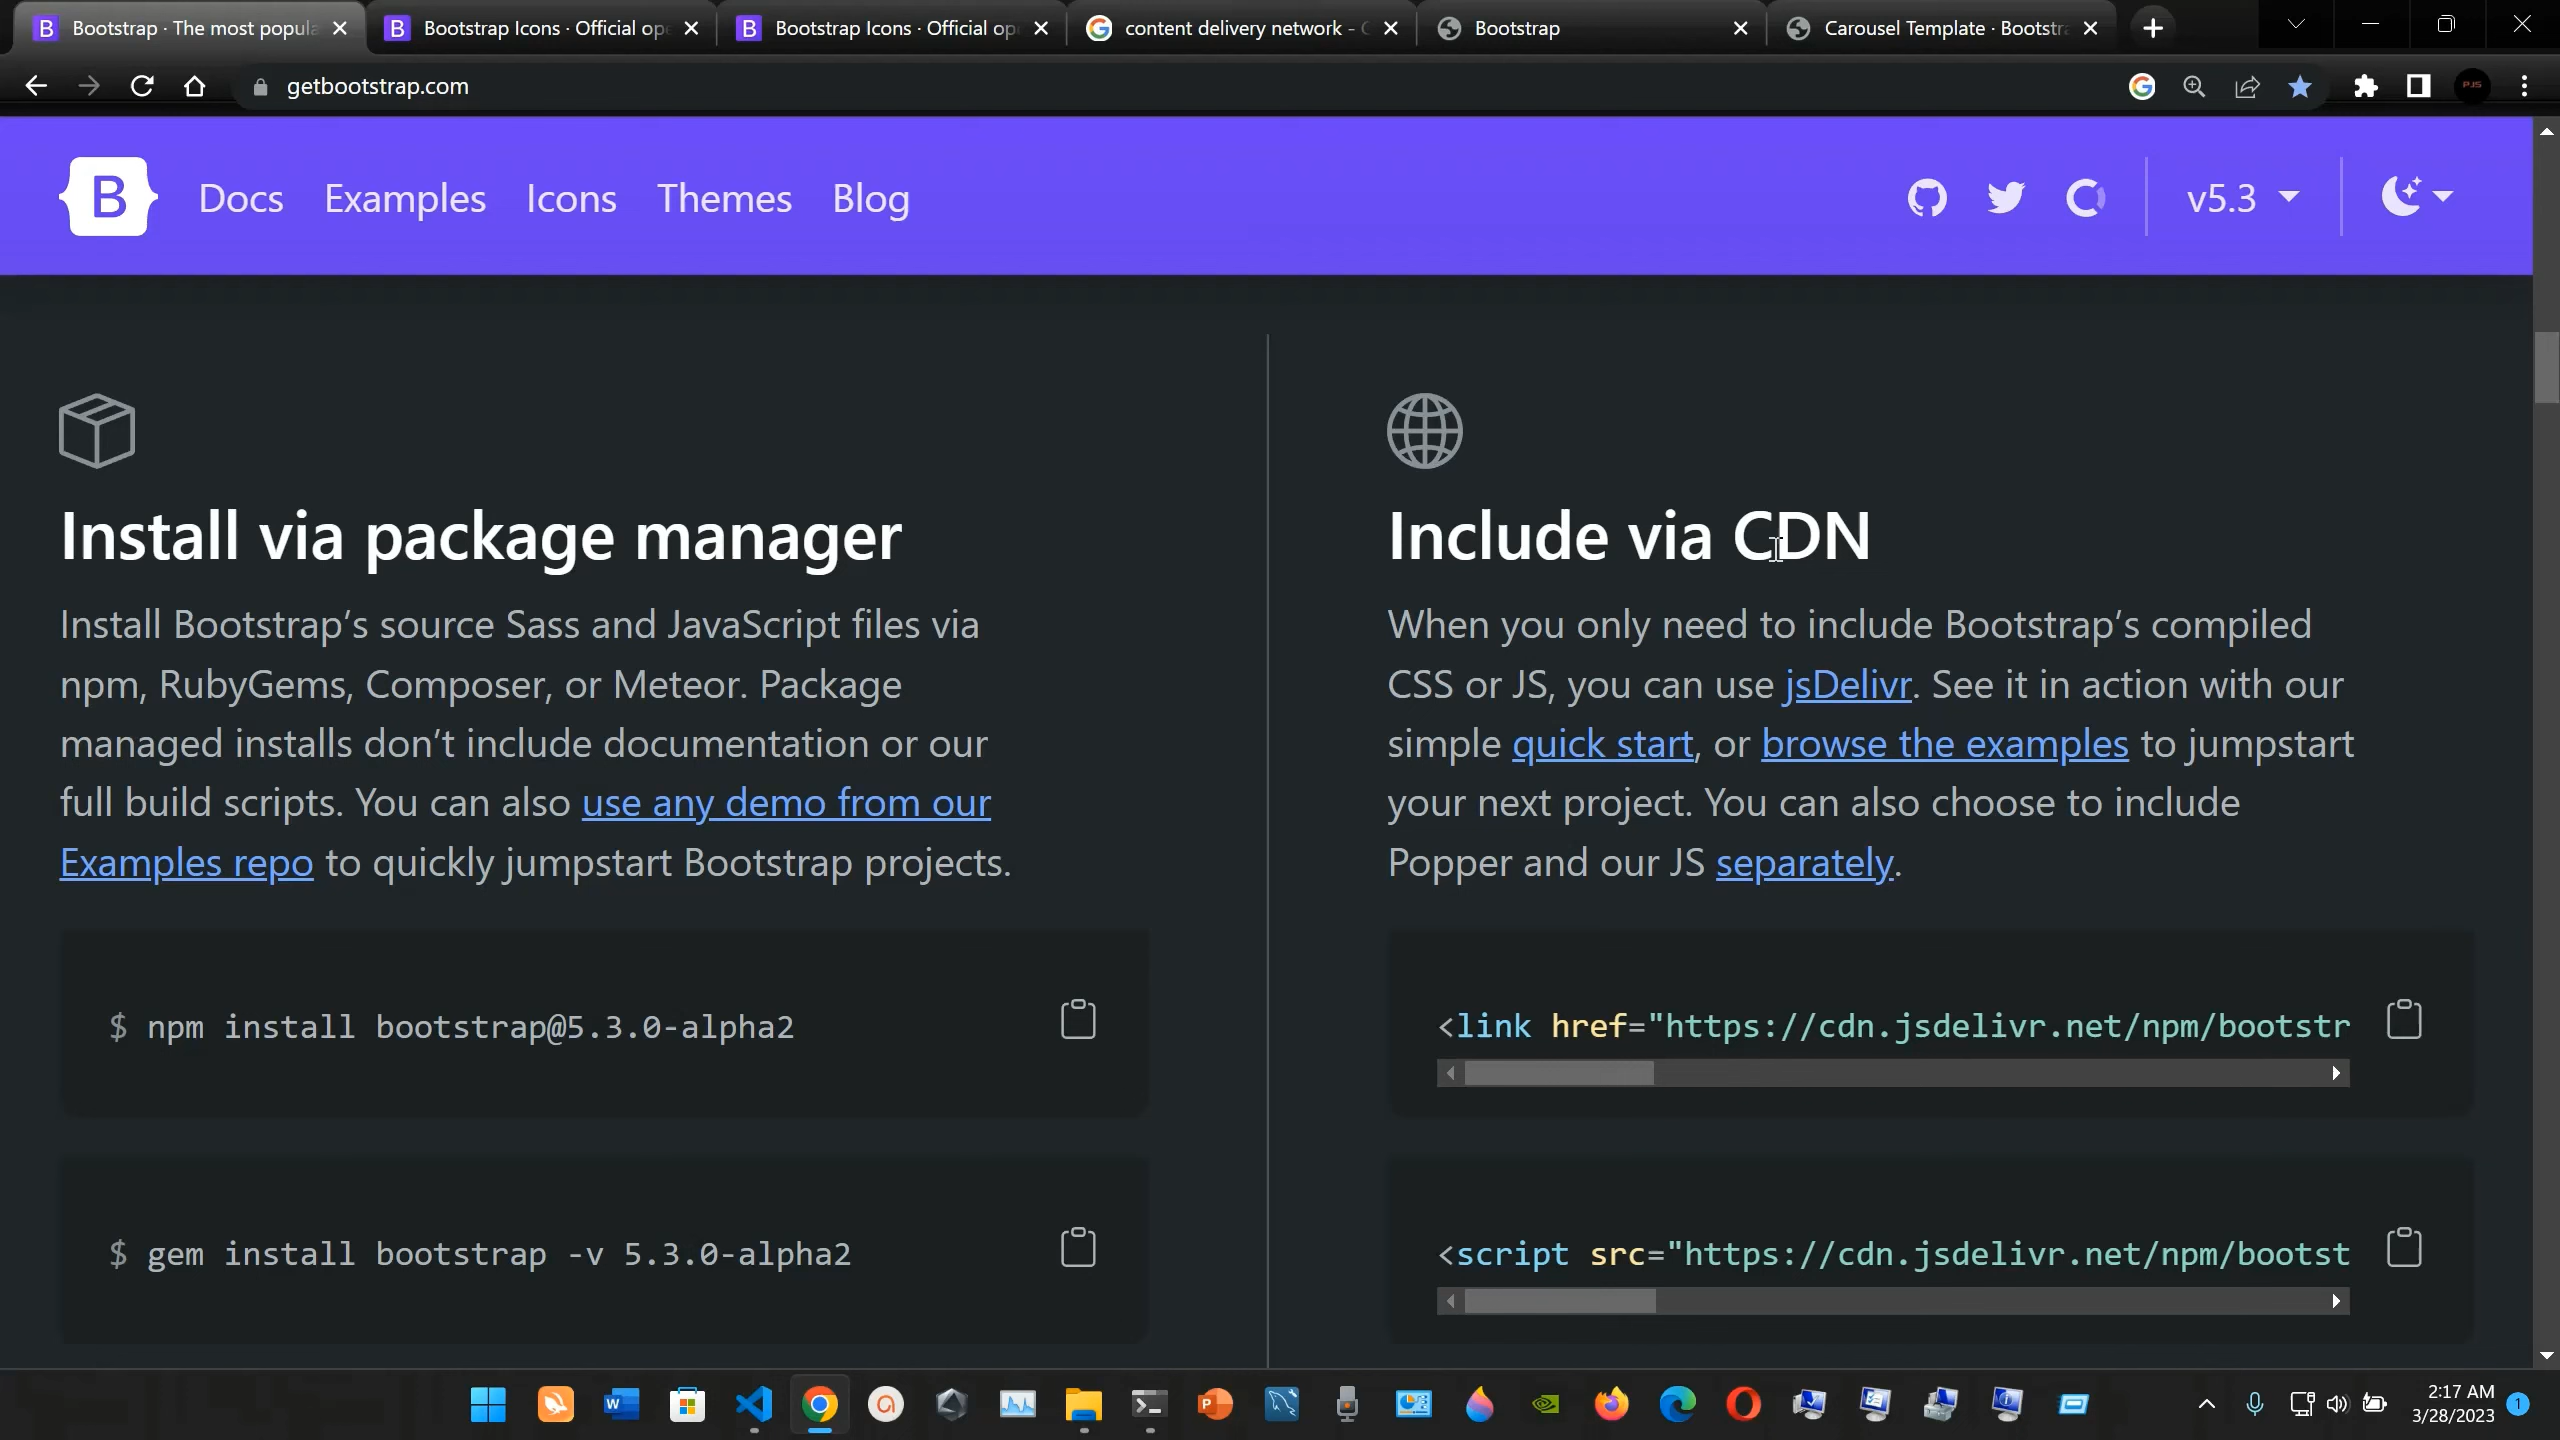 Bootstrap · The most popula
Bootstrap Icons · Official op
Bootstrap Icons · Official op
content delivery network -
Bootstrap
Carousel Template · Bootstr
getbootstrap.com
PJS
B Docs Examples Icons Themes Blog
v5.3
Install via package manager
Install Bootstrap’s source Sass and JavaScript files via
npm, RubyGems, Composer, or Meteor. Package
managed installs don’t include documentation or our
full build scripts. You can also use any demo from our
Examples repo to quickly jumpstart Bootstrap projects.
$ npm install bootstrap@5.3.0-alpha2
$ gem install bootstrap -v 5.3.0-alpha2
Include via CDN
When you only need to include Bootstrap’s compiled
CSS or JS, you can use jsDelivr. See it in action with our
simple quick start, or browse the examples to jumpstart
your next project. You can also choose to include
Popper and our JS separately.
<link href="https://cdn.jsdelivr.net/npm/bootstr
<script src="https://cdn.jsdelivr.net/npm/bootst
2:17 AM
3/28/2023
1